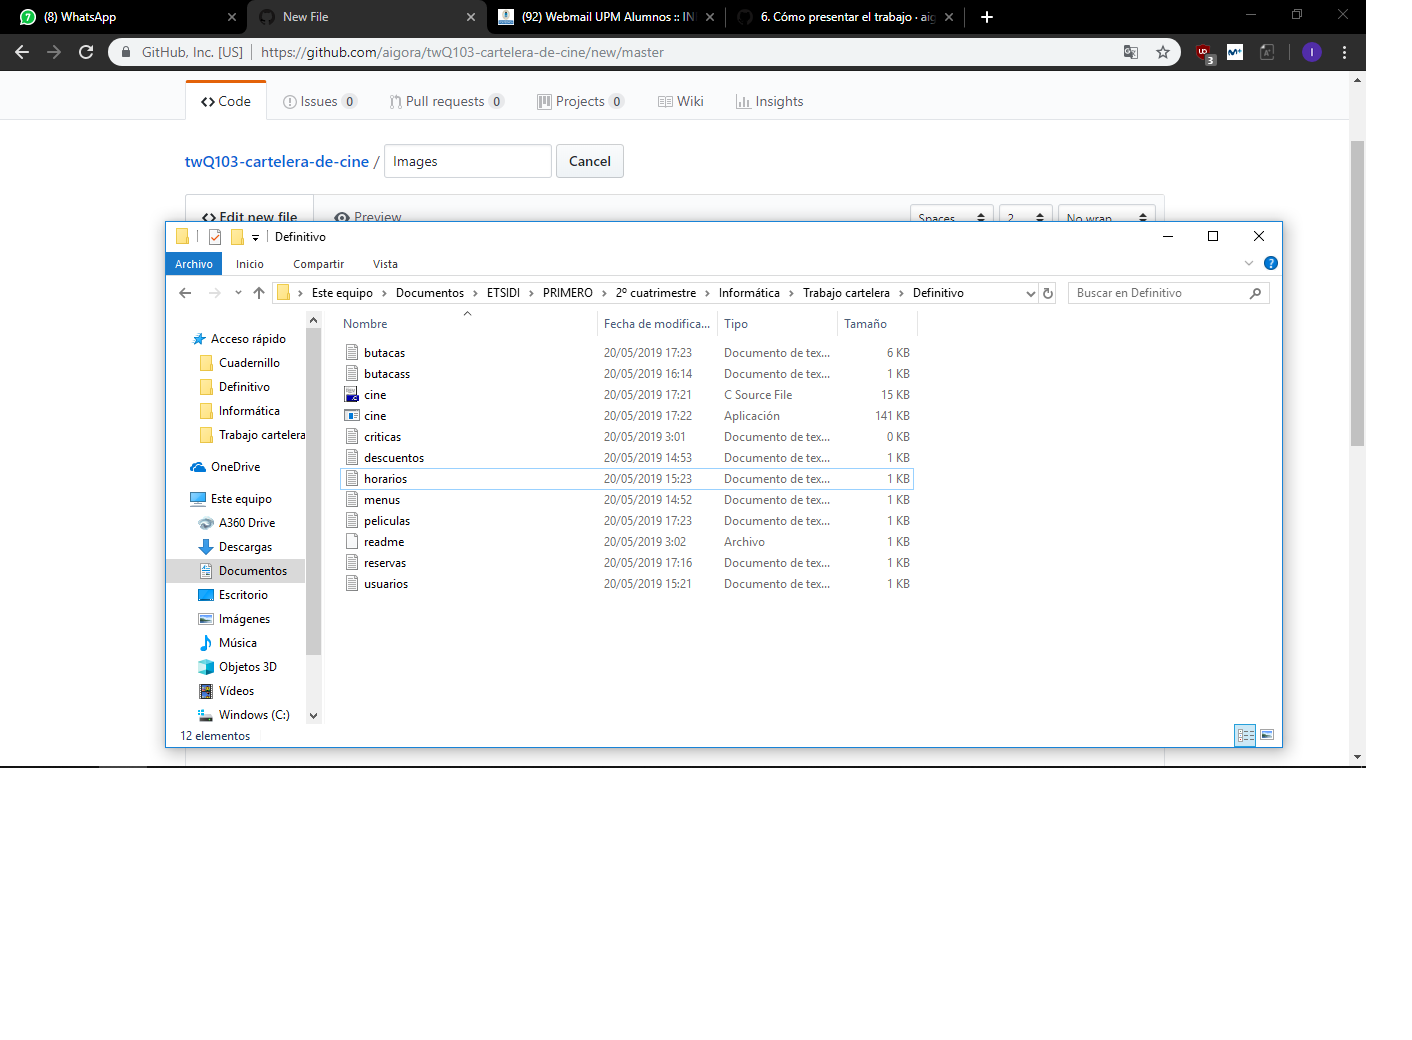 (8) WhatsApp
New File
(92) Webmail UPM Alumnos :: IN
6. Cómo presentar el trabajo · aig
GitHub, Inc. [US] | https://github.com/aigora/twQ103-cartelera-de-cine/new/master
3
I
Code
Issues 0
Pull requests 0
Projects 0
Wiki
Insights
twQ103-cartelera-de-cine /
Images
Cancel
Edit new file
Preview
Spaces
2
No wrap
Definitivo
Archivo
Inicio
Compartir
Vista
Este equipo > Documentos > ETSIDI > PRIMERO > 2º cuatrimestre > Informática > Trabajo cartelera > Definitivo
Buscar en Definitivo
Acceso rápido
Cuadernillo
Definitivo
Informática
Trabajo cartelera
OneDrive
Este equipo
A360 Drive
Descargas
Documentos
Escritorio
Imágenes
Música
Objetos 3D
Vídeos
Windows (C:)
Nombre Fecha de modifica... Tipo Tamaño
butacas 20/05/2019 17:23 Documento de tex... 6 KB
butacass 20/05/2019 16:14 Documento de tex... 1 KB
cine 20/05/2019 17:21 C Source File 15 KB
cine 20/05/2019 17:22 Aplicación 141 KB
criticas 20/05/2019 3:01 Documento de tex... 0 KB
descuentos 20/05/2019 14:53 Documento de tex... 1 KB
horarios 20/05/2019 15:23 Documento de tex... 1 KB
menus 20/05/2019 14:52 Documento de tex... 1 KB
peliculas 20/05/2019 17:23 Documento de tex... 1 KB
readme 20/05/2019 3:02 Archivo 1 KB
reservas 20/05/2019 17:16 Documento de tex... 1 KB
usuarios 20/05/2019 15:21 Documento de tex... 1 KB
12 elementos